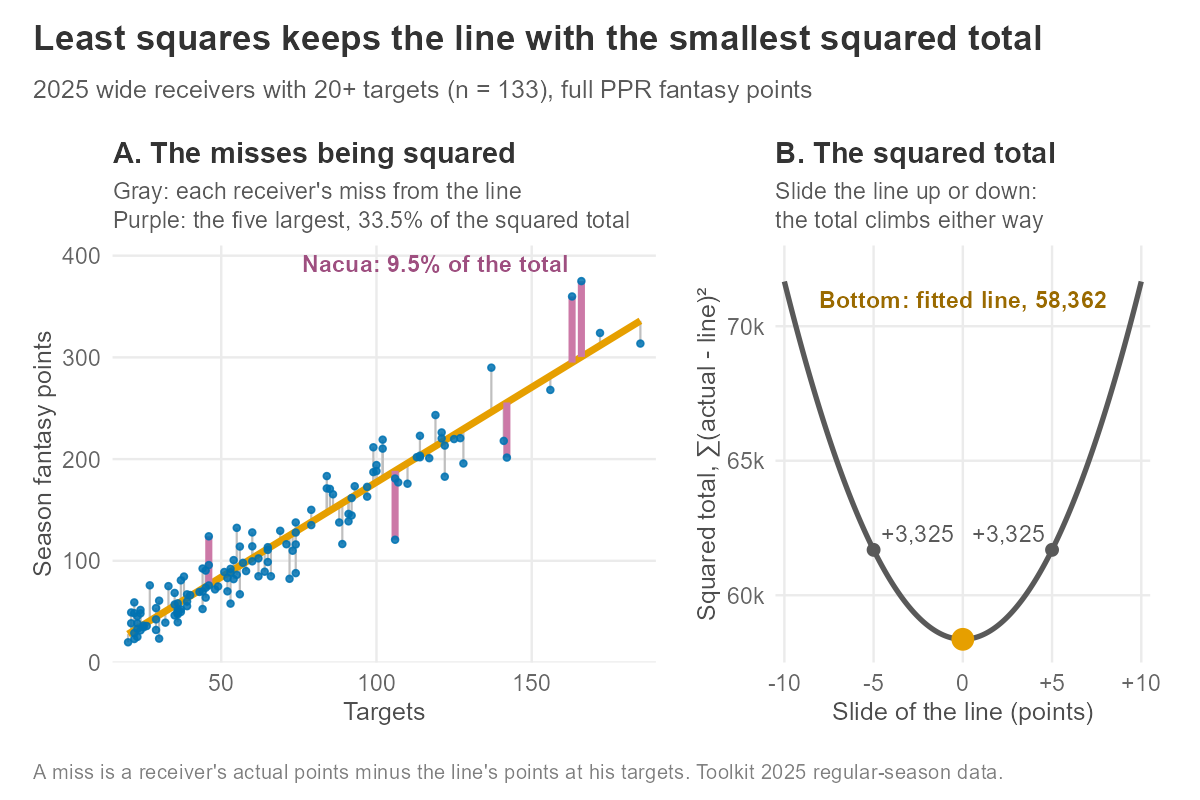 Least squares keeps the line with the smallest squared total
2025 wide receivers with 20+ targets (n = 133), full PPR fantasy points
A. The misses being squared
Gray: each receiver's miss from the line
Purple: the five largest, 33.5% of the squared total
Nacua: 9.5% of the total
Season fantasy points
400
300
200
100
0
50
100
150
Targets
B. The squared total
Slide the line up or down:
the total climbs either way
Bottom: fitted line, 58,362
Squared total, ∑(actual - line)²
70k
65k
60k
+3,325
+3,325
-10
-5
0
+5
+10
Slide of the line (points)
A miss is a receiver's actual points minus the line's points at his targets. Toolkit 2025 regular-season data.